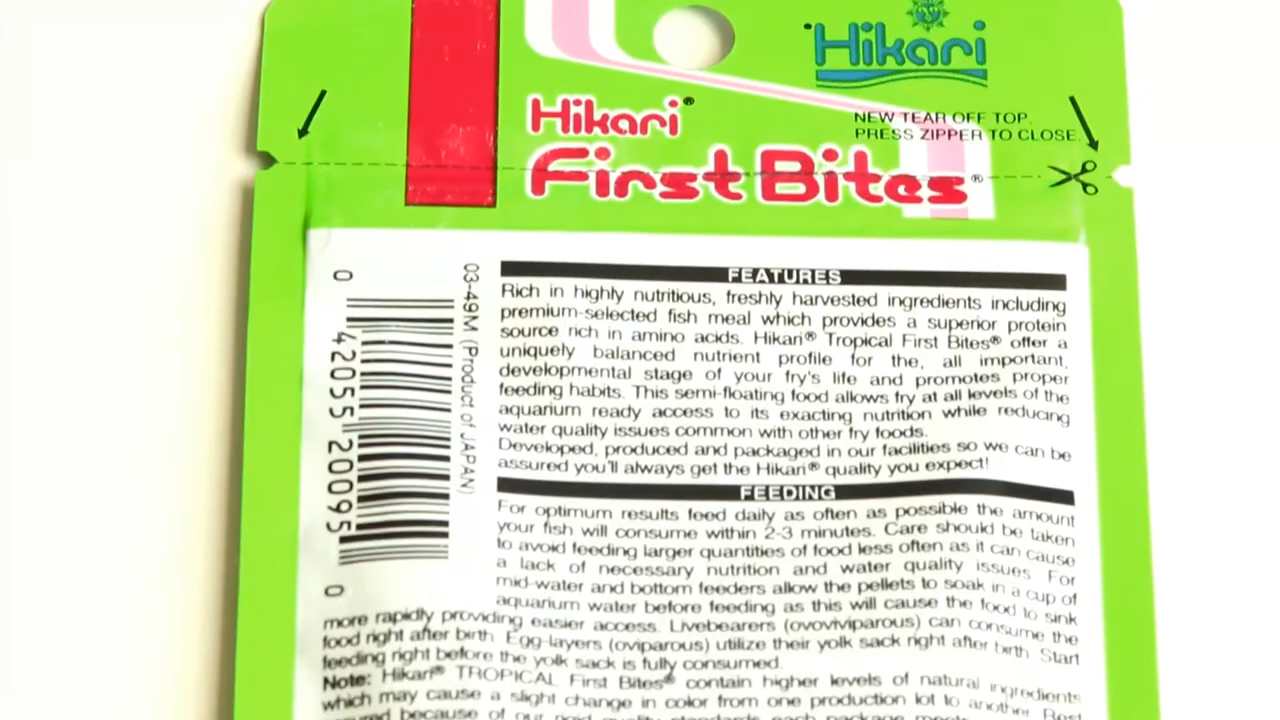 Hikari
Hikari®
NEW TEAR OFF TOP.
PRESS ZIPPER TO CLOSE.
First Bites®
FEATURES
Rich in highly nutritious, freshly harvested ingredients including
premium-selected fish meal which provides a superior protein
source rich in amino acids. Hikari® Tropical First Bites® offer a
uniquely balanced nutrient profile for the, all important,
developmental stage of your fry's life and promotes proper
feeding habits. This semi-floating food allows fry at all levels of the
aquarium ready access to its exacting nutrition while reducing
water quality issues common with other fry foods.
Developed, produced and packaged in our facilities so we can be
assured you'll always get the Hikari® quality you expect!
03-49M (Product of JAPAN)
0 42055 20095 0
FEEDING
For optimum results feed daily as often as possible the amount
your fish will consume within 2-3 minutes. Care should be taken
to avoid feeding larger quantities of food less often as it can cause
a lack of necessary nutrition and water quality issues. For
mid-water and bottom feeders allow the pellets to soak in a cup of
aquarium water before feeding as this will cause the food to sink
more rapidly providing easier access. Livebearers (ovoviviparous) can consume the
food right after birth. Egg-layers (oviparous) utilize their yolk sack right after birth. Start
feeding right before the yolk sack is fully consumed.
Note: Hikari® TROPICAL First Bites® contain higher levels of natural ingredients
which may cause a slight change in color from one production lot to another. Rest
because of our rigid quality standards each package